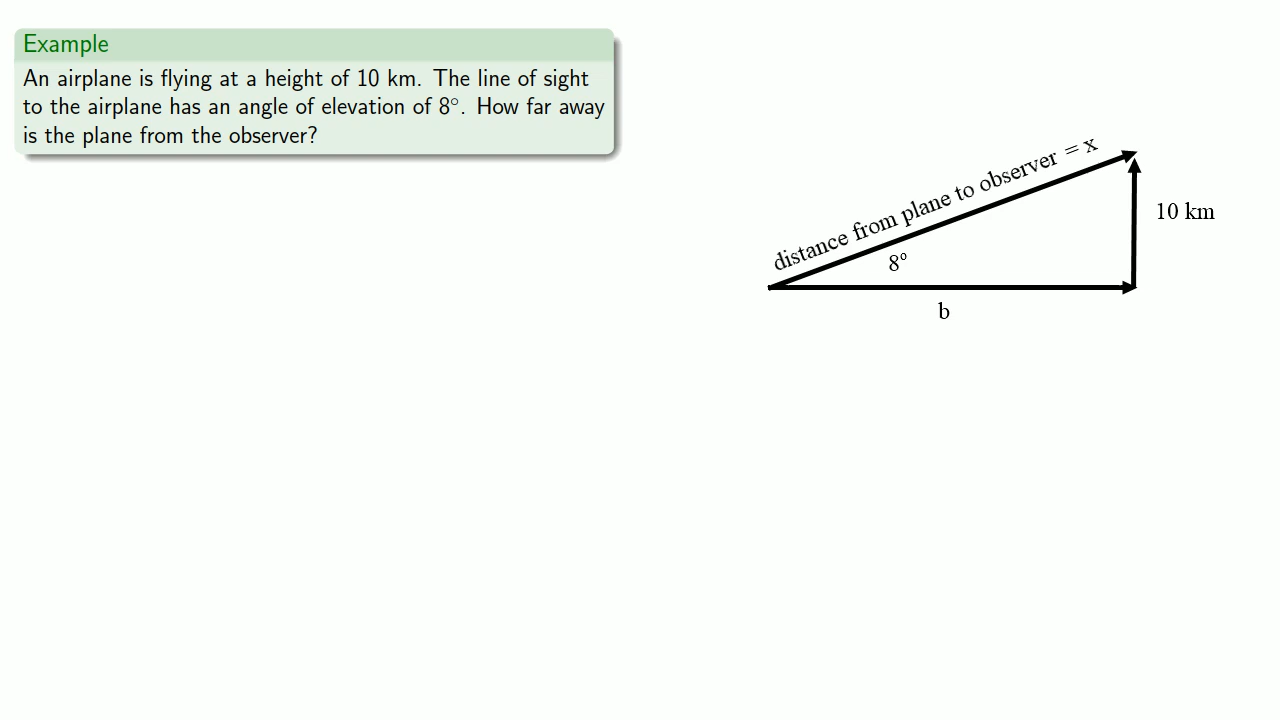 Example
An airplane is flying at a height of 10 km. The line of sight
to the airplane has an angle of elevation of 8°. How far away
is the plane from the observer?
distance from plane to observer = x
10 km
8º
b